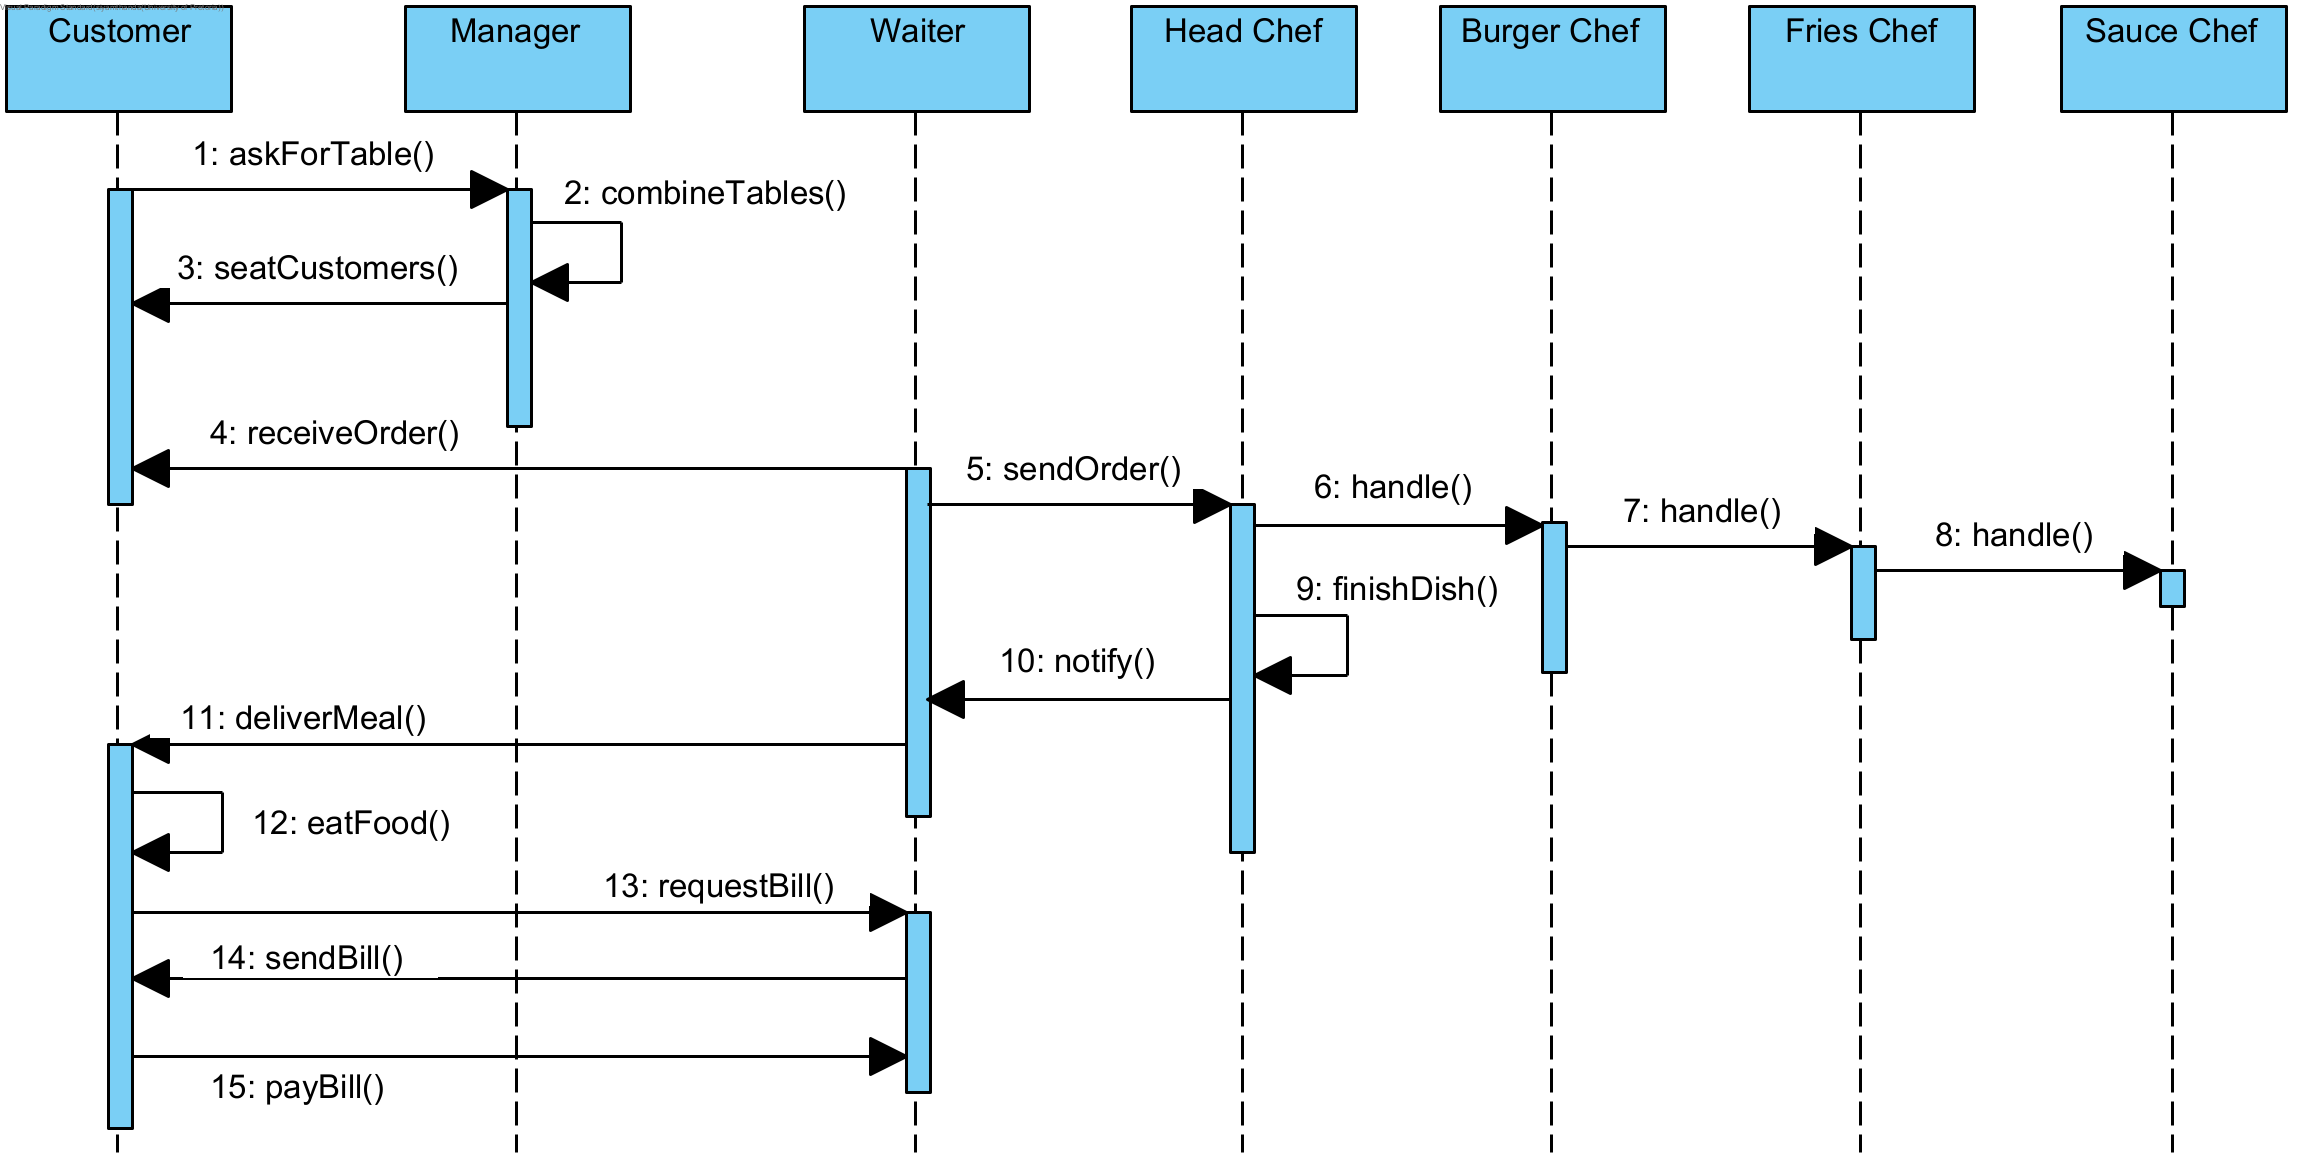 Customer
Manager
Waiter
Head Chef
Burger Chef
Fries Chef
Sauce Chef
1: askForTable()
2: combineTables()
3: seatCustomers()
4: receiveOrder()
5: sendOrder()
6: handle()
7: handle()
8: handle()
9: finishDish()
10: notify()
11: deliverMeal()
12: eatFood()
13: requestBill()
14: sendBill()
15: payBill()